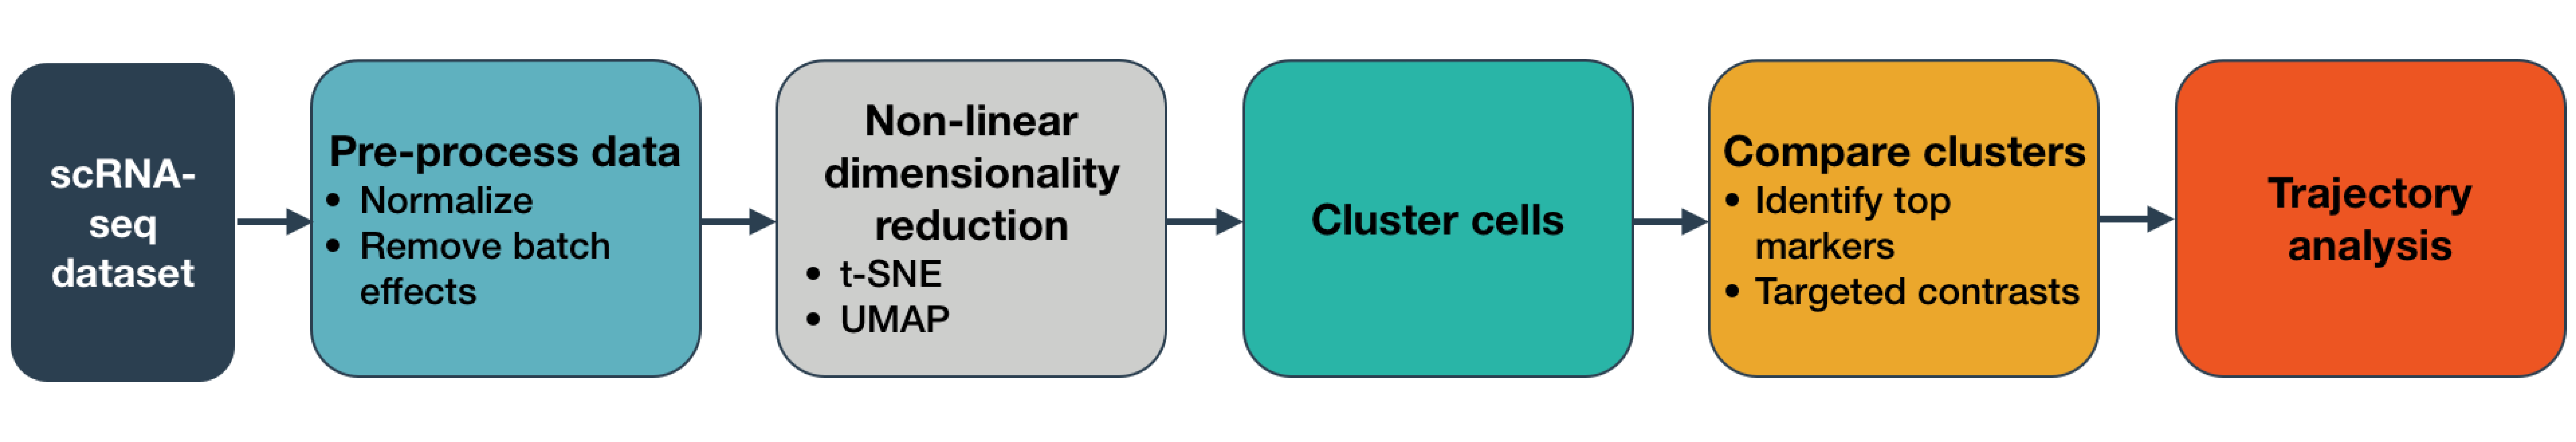 scRNA-
seq
dataset
Pre-process data
• Normalize
• Remove batch
effects
Non-linear
dimensionality
reduction
• t-SNE
• UMAP
Cluster cells
Compare clusters
• Identify top
markers
• Targeted contrasts
Trajectory
analysis